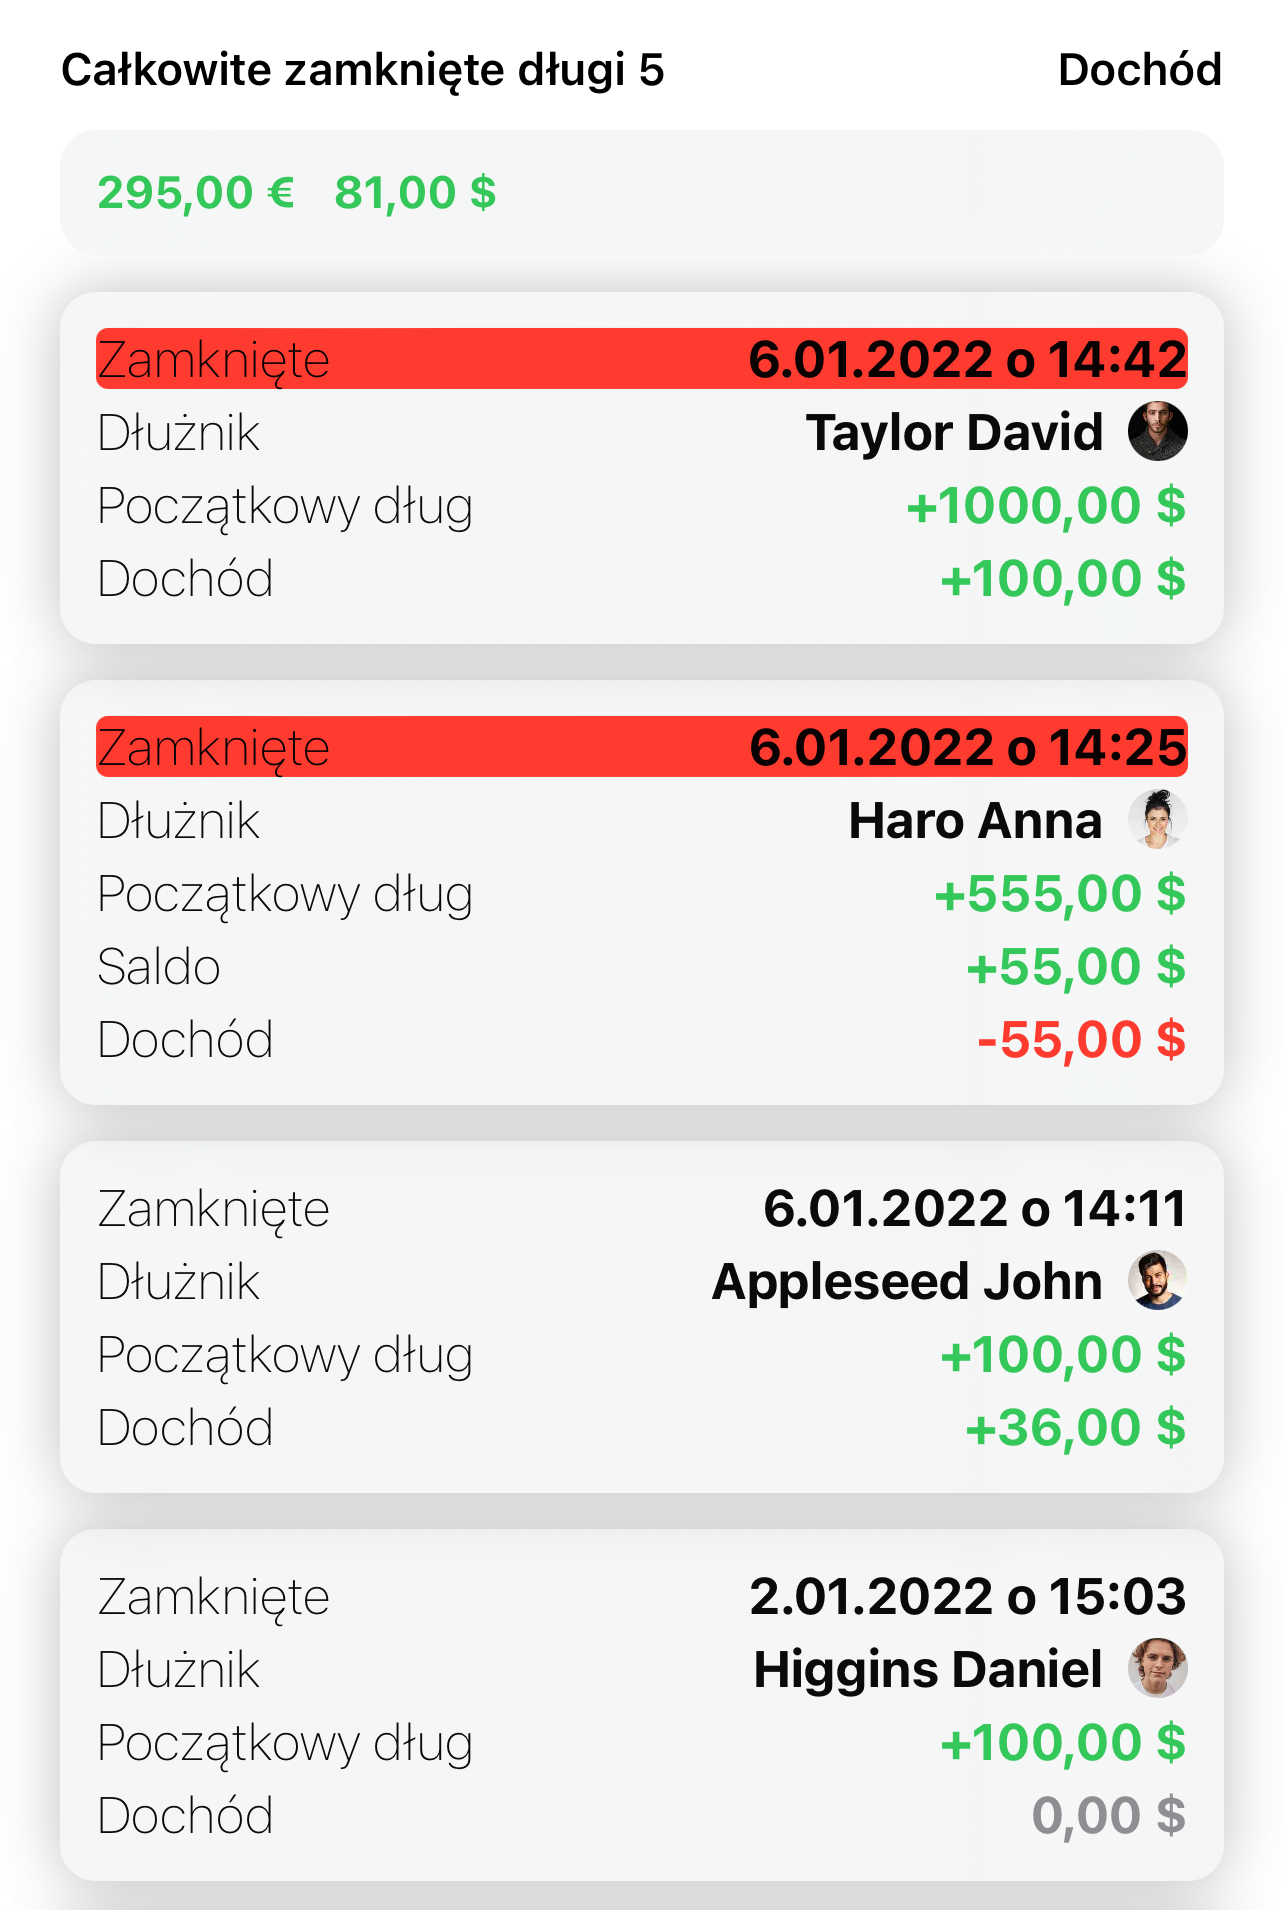 Całkowite zamknięte długi 5 Dochód
295,00 € 81,00 $
Zamknięte 6.01.2022 o 14:42
Dłużnik Taylor David
Początkowy dług +1000,00 $
Dochód +100,00 $
Zamknięte 6.01.2022 o 14:25
Dłużnik Haro Anna
Początkowy dług +555,00 $
Saldo +55,00 $
Dochód -55,00 $
Zamknięte 6.01.2022 o 14:11
Dłużnik Appleseed John
Początkowy dług +100,00 $
Dochód +36,00 $
Zamknięte 2.01.2022 o 15:03
Dłużnik Higgins Daniel
Początkowy dług +100,00 $
Dochód 0,00 $